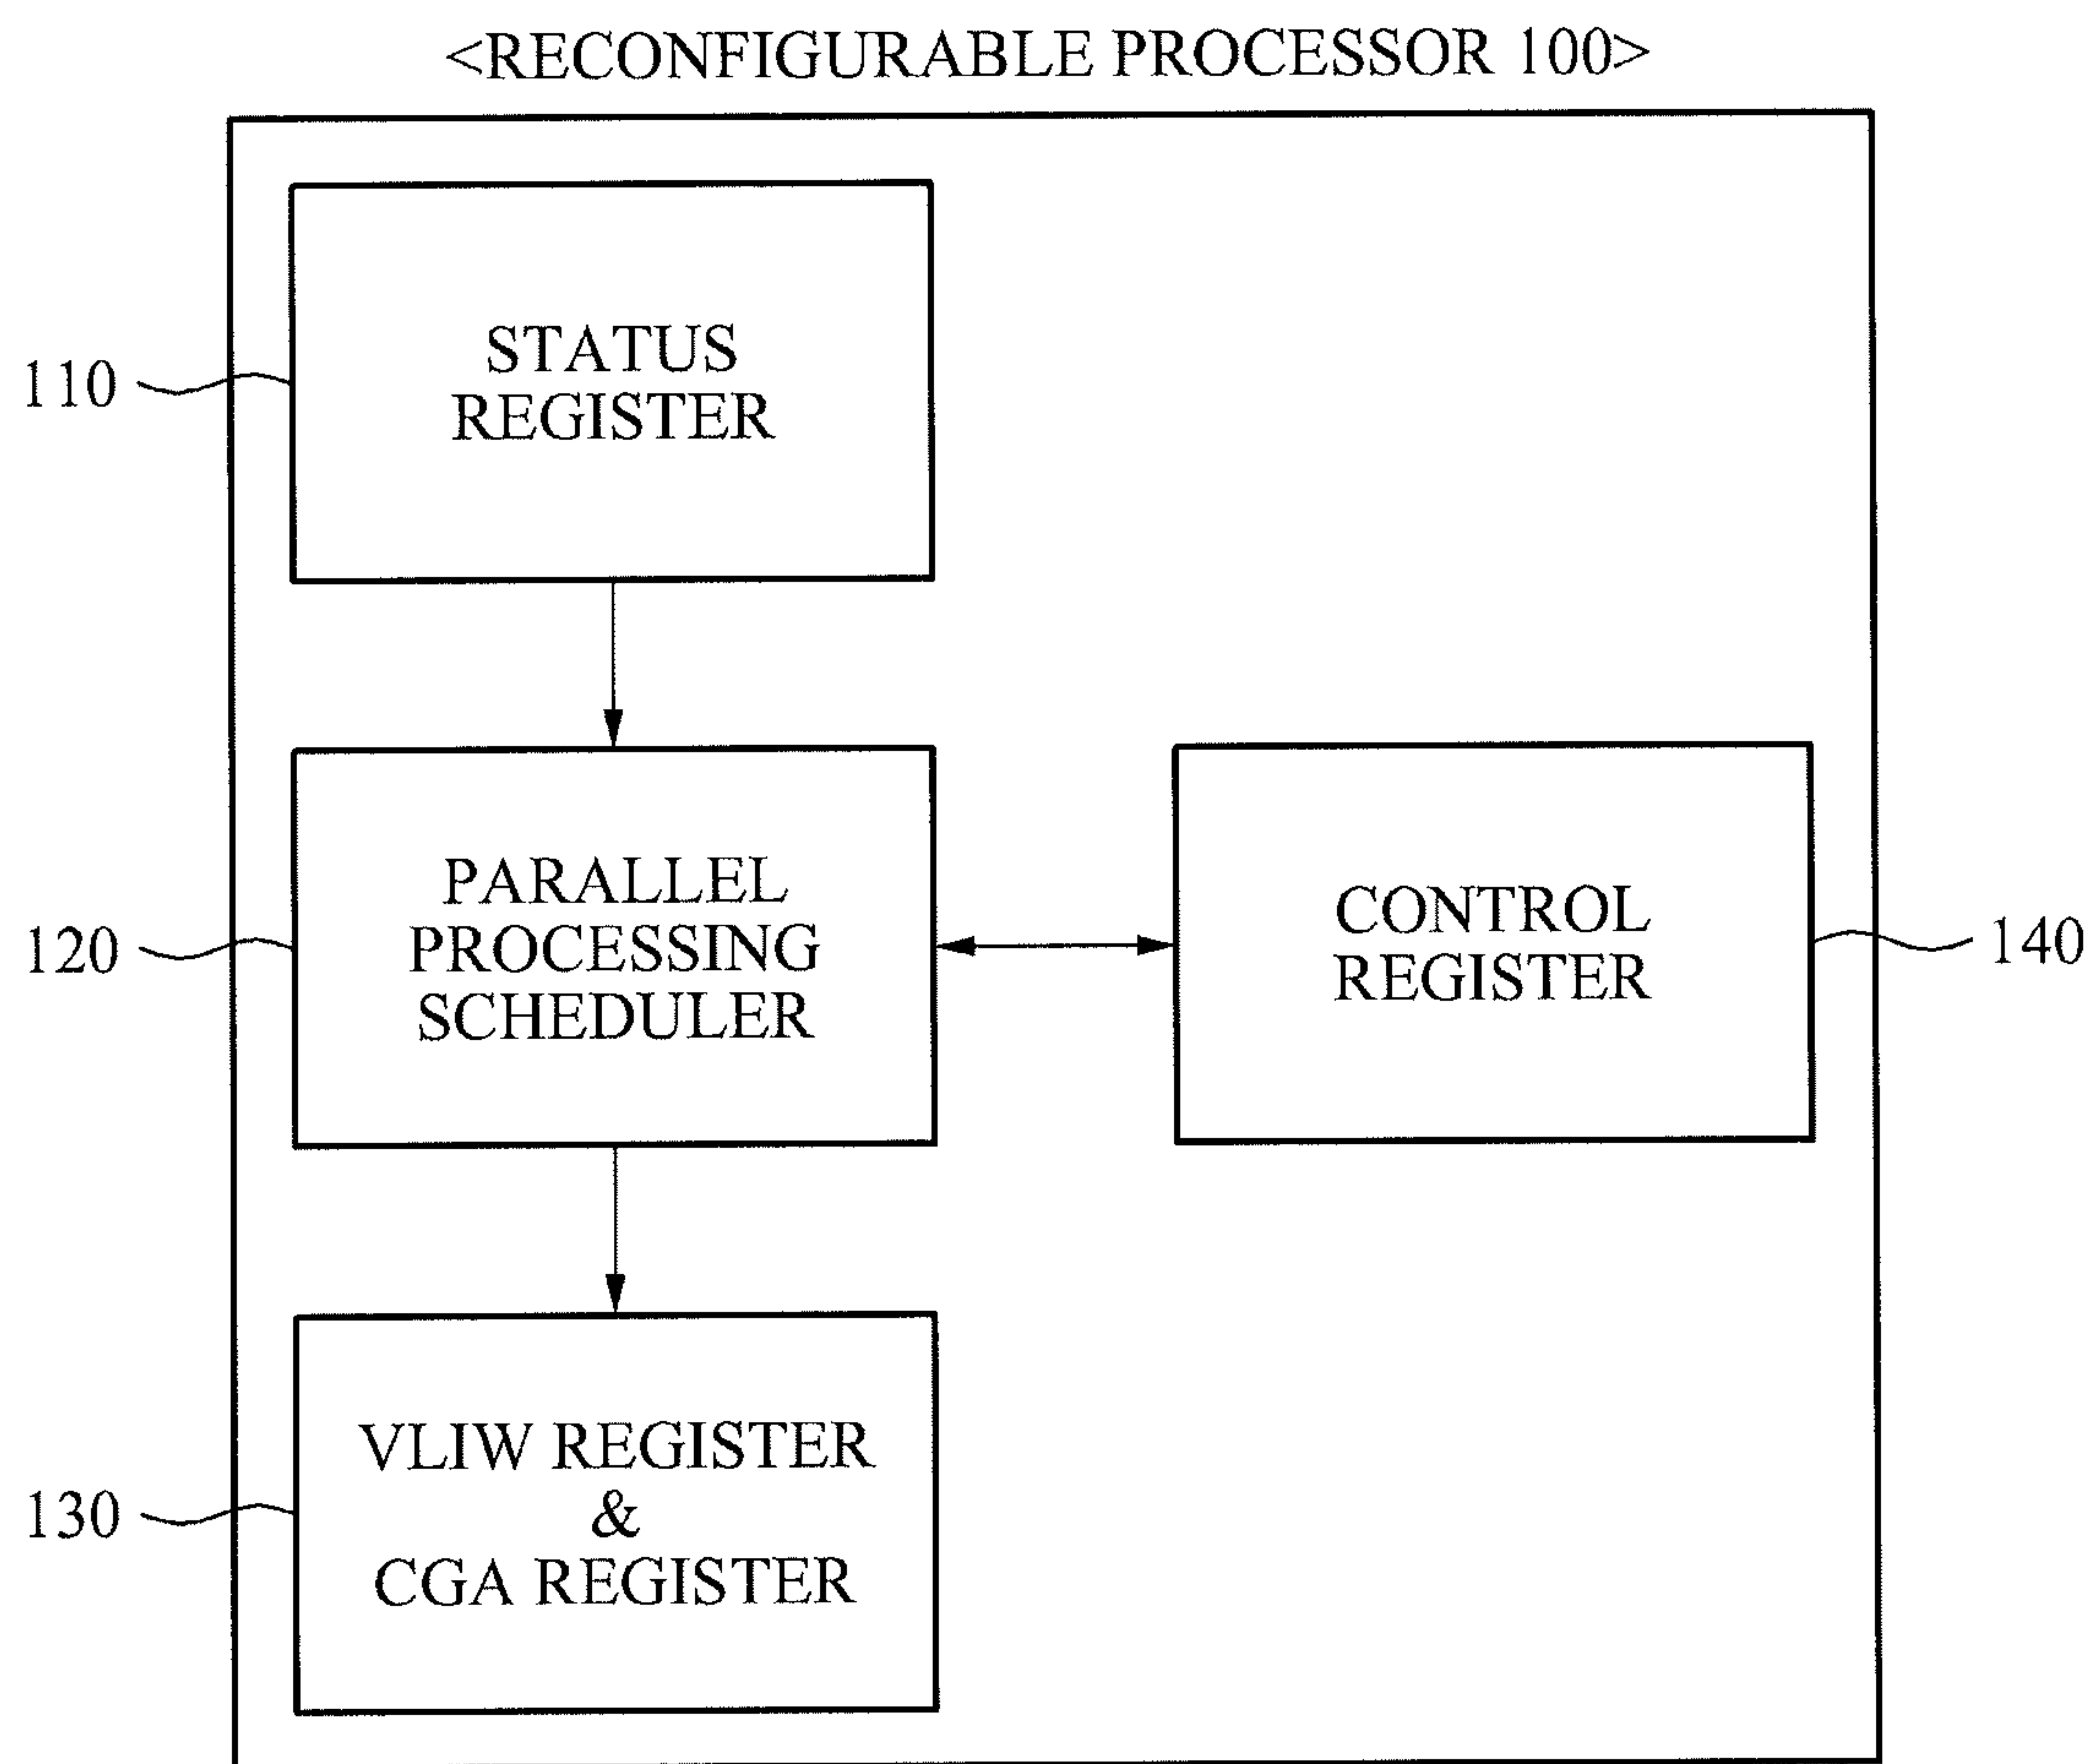 <RECONFIGURABLE PROCESSOR 100>
STATUS
REGISTER
110
PARALLEL
PROCESSING
SCHEDULER
120
CONTROL
REGISTER
140
VLIW REGISTER
&
CGA REGISTER
130